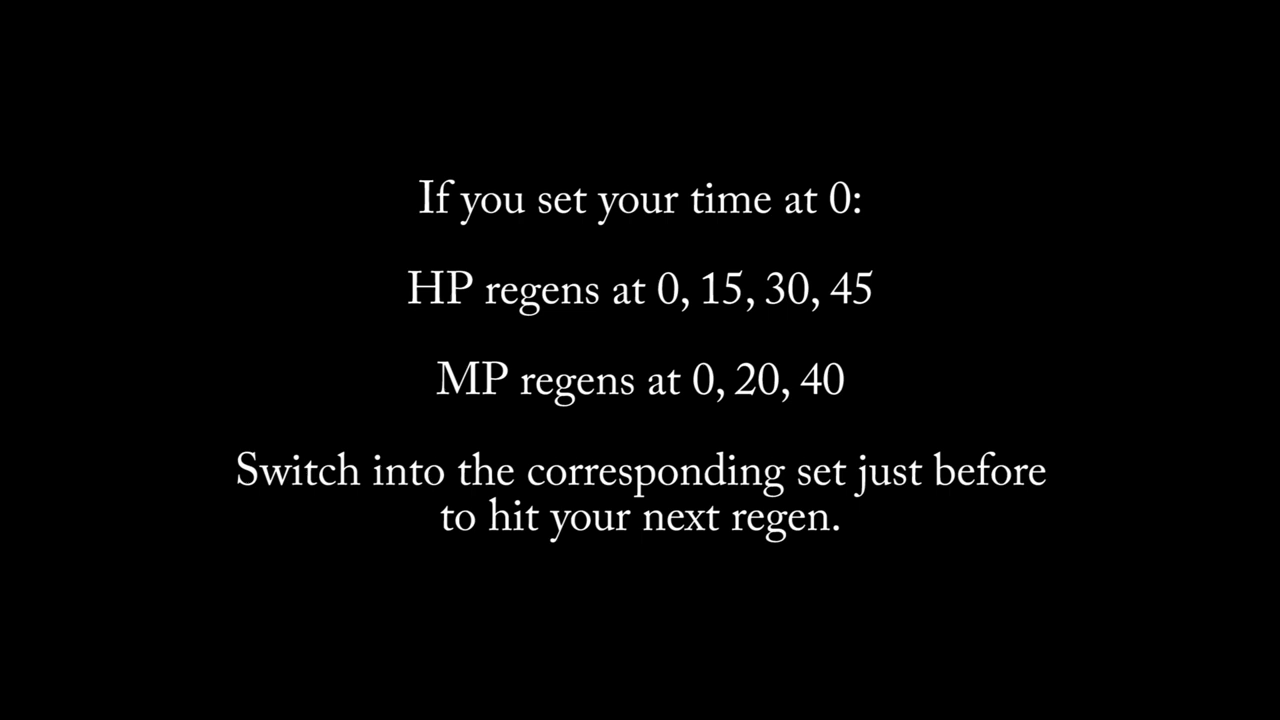 If you set your time at 0:
HP regens at 0, 15, 30, 45
MP regens at 0, 20, 40
Switch into the corresponding set just before
to hit your next regen.